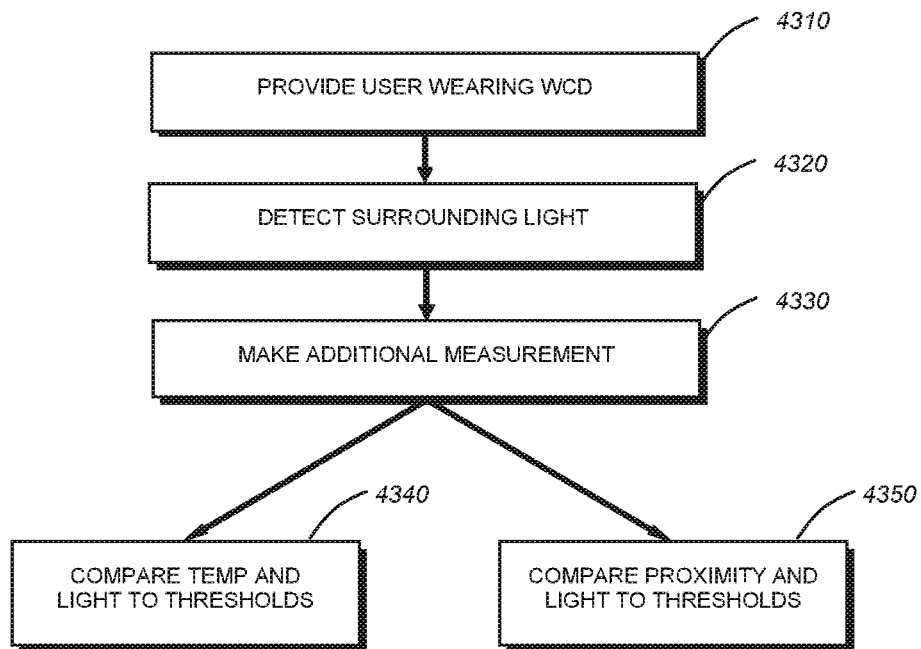 4310
PROVIDE USER WEARING WCD
4320
DETECT SURROUNDING LIGHT
4330
MAKE ADDITIONAL MEASUREMENT
4340
COMPARE TEMP AND
LIGHT TO THRESHOLDS
4350
COMPARE PROXIMITY AND
LIGHT TO THRESHOLDS